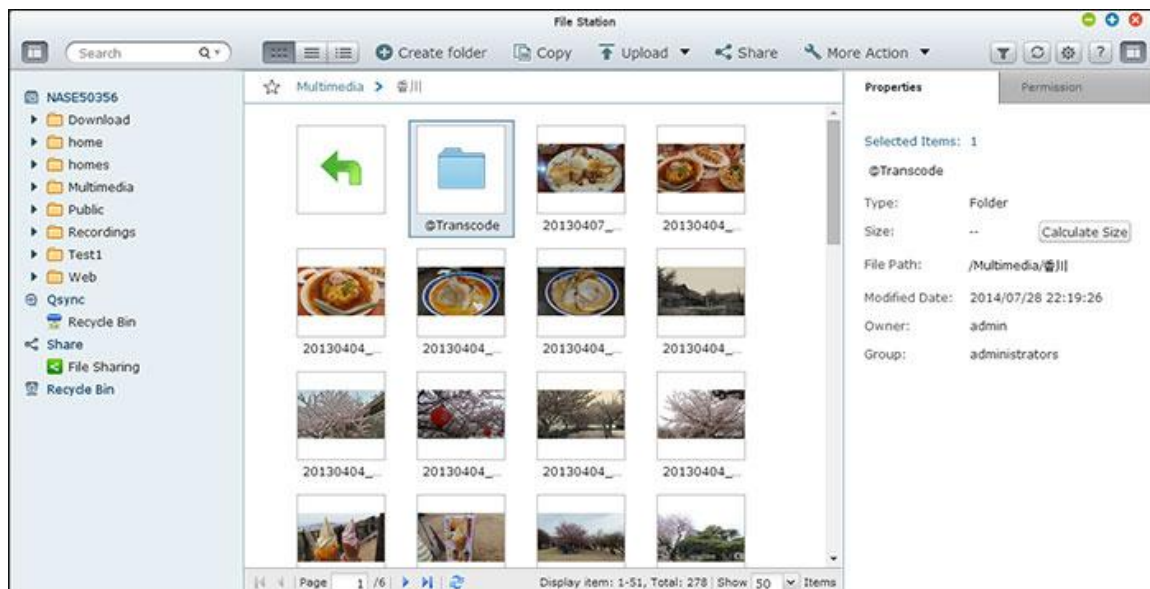 File Station
Search
Create folder
Copy
Upload
Share
More Action
?
NASE50356
Download
home
homes
Multimedia
Public
Recordings
Test1
Web
Qsync
Recycle Bin
Share
File Sharing
Recycle Bin
Multimedia > 香川
@Transcode
20130407_...
20130404_...
20130404_...
20130404_...
20130404_...
20130404_...
20130404_...
20130404_...
20130404_...
20130404_...
Page 1 /6
Display item: 1-51, Total: 278
Show 50 Items
Properties
Permission
Selected Items: 1
@Transcode
Type: Folder
Size: -- Calculate Size
File Path: /Multimedia/香川
Modified Date: 2014/07/28 22:19:26
Owner: admin
Group: administrators